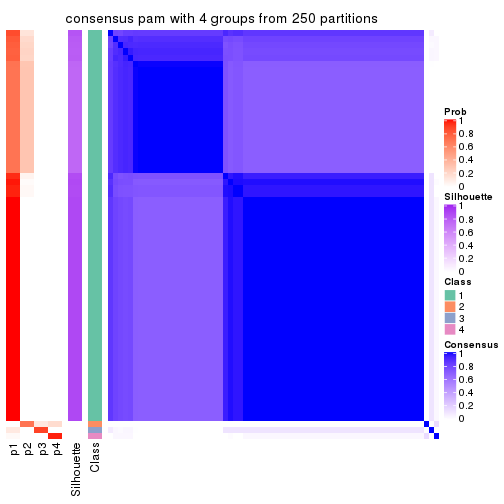 consensus pam with 4 groups from 250 partitions
Prob
1
0.8
0.6
0.4
0.2
0
Silhouette
1
0.8
0.6
0.4
0.2
0
Class
1
2
3
4
Consensus
1
0.8
0.6
0.4
0.2
0
p1
p2
p3
p4
Silhouette
Class